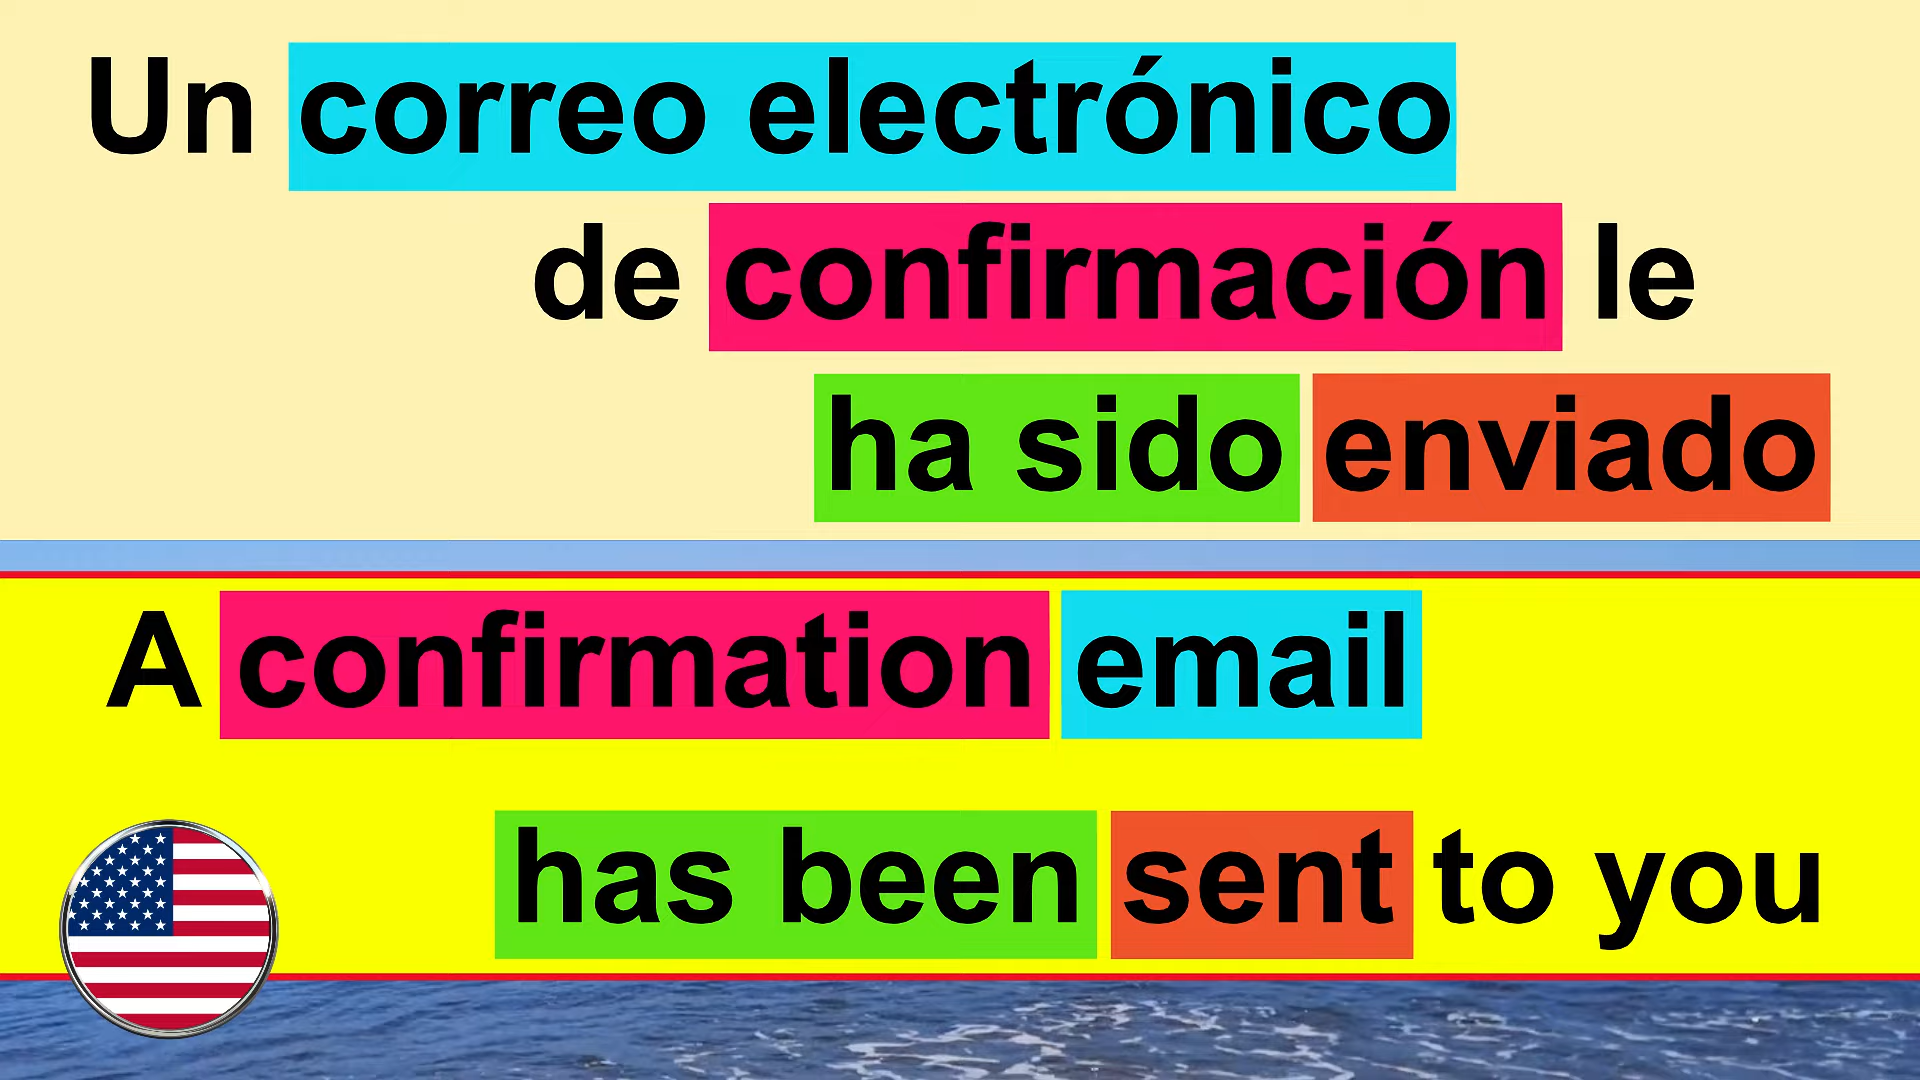 Un correo electrónico
de confirmación le
ha sido enviado
A confirmation email
has been sent to you